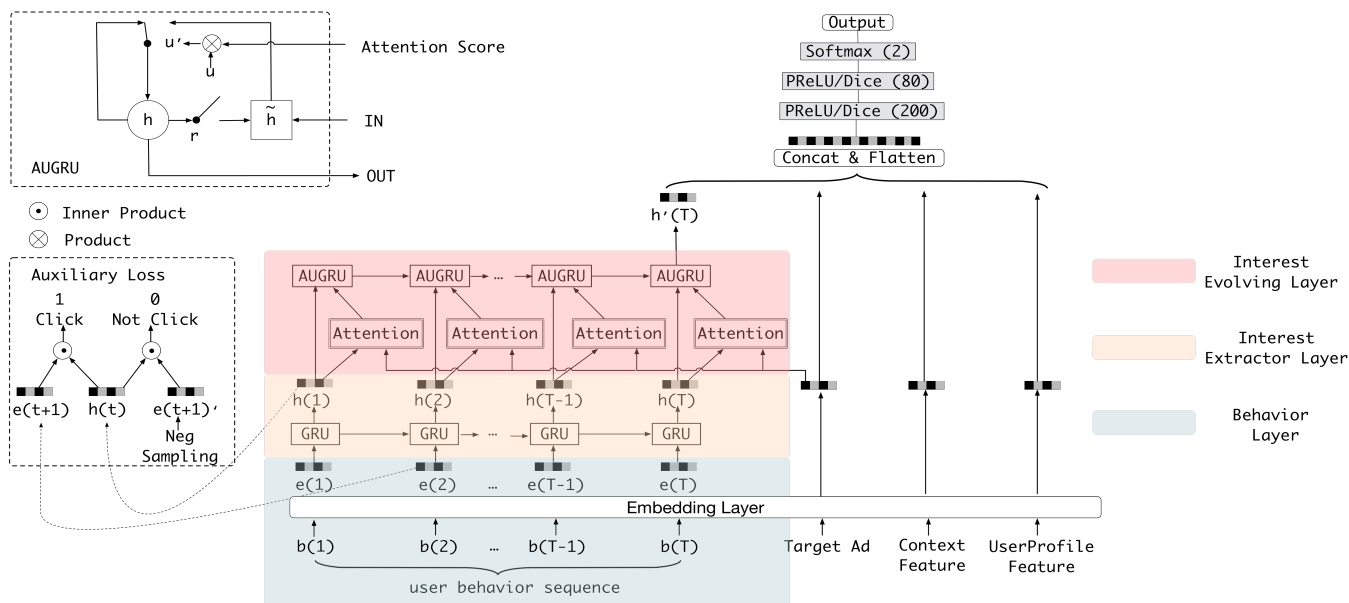 Output
Softmax (2)
PReLU/Dice (80)
PReLU/Dice (200)
Concat & Flatten
u′
u
Attention Score
h
r
h̃
IN
AUGRU
OUT
Inner Product
Product
h′(T)
Auxiliary Loss
1
0
Click
Not Click
e(t+1)
h(t)
e(t+1)′
Neg
Sampling
AUGRU
AUGRU
...
AUGRU
AUGRU
Attention
Attention
Attention
Attention
h(1)
h(2)
h(T-1)
h(T)
GRU
GRU
...
GRU
GRU
e(1)
e(2)
...
e(T-1)
e(T)
Embedding Layer
b(1)
b(2)
...
b(T-1)
b(T)
Target Ad
Context
Feature
UserProfile
Feature
user behavior sequence
Interest
Evolving Layer
Interest
Extractor Layer
Behavior
Layer